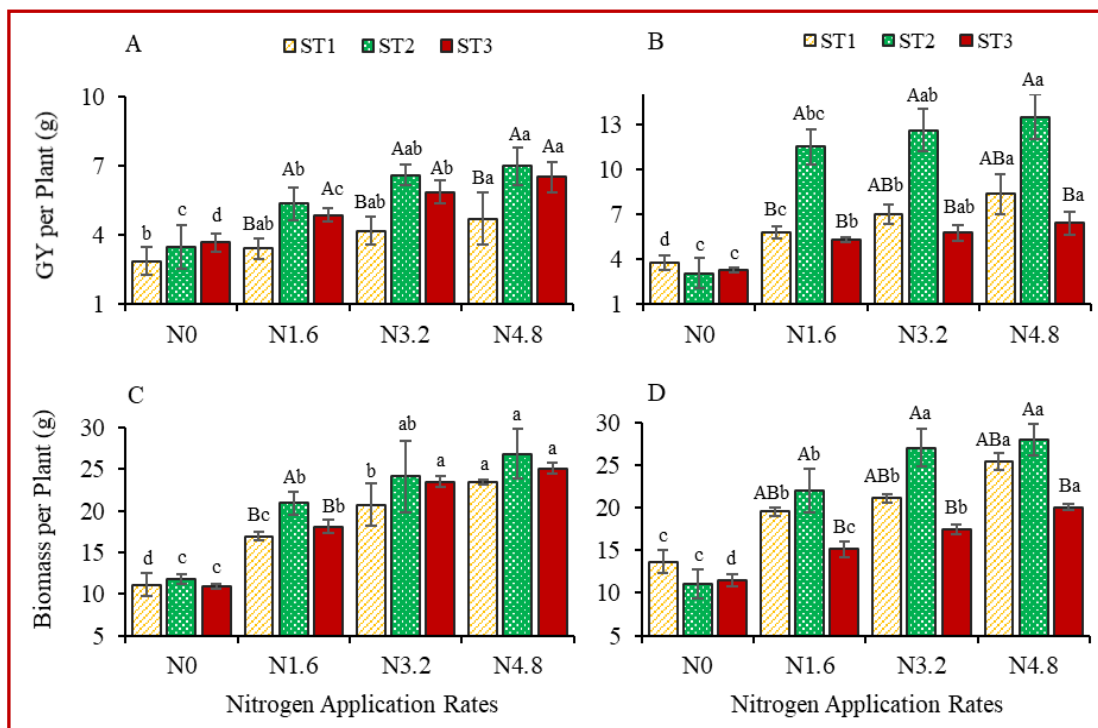 A
ST1 ST2 ST3
GY per Plant (g)
10
7
4
1
b c d
Bab Ab Ac
Bab Aab Ab
Ba Aa Aa
N0 N1.6 N3.2 N4.8
B
ST1 ST2 ST3
13
10
7
4
1
d c c
Bc Abc Bb
ABb Aab Bab
ABa Aa Ba
N0 N1.6 N3.2 N4.8
C
Biomass per Plant (g)
30
25
20
15
10
5
d c c
Bc Ab Bb
b ab a
a a a
N0 N1.6 N3.2 N4.8
Nitrogen Application Rates
D
30
25
20
15
10
5
c c d
ABb Ab Bc
ABb Aa Bb
ABa Aa Ba
N0 N1.6 N3.2 N4.8
Nitrogen Application Rates